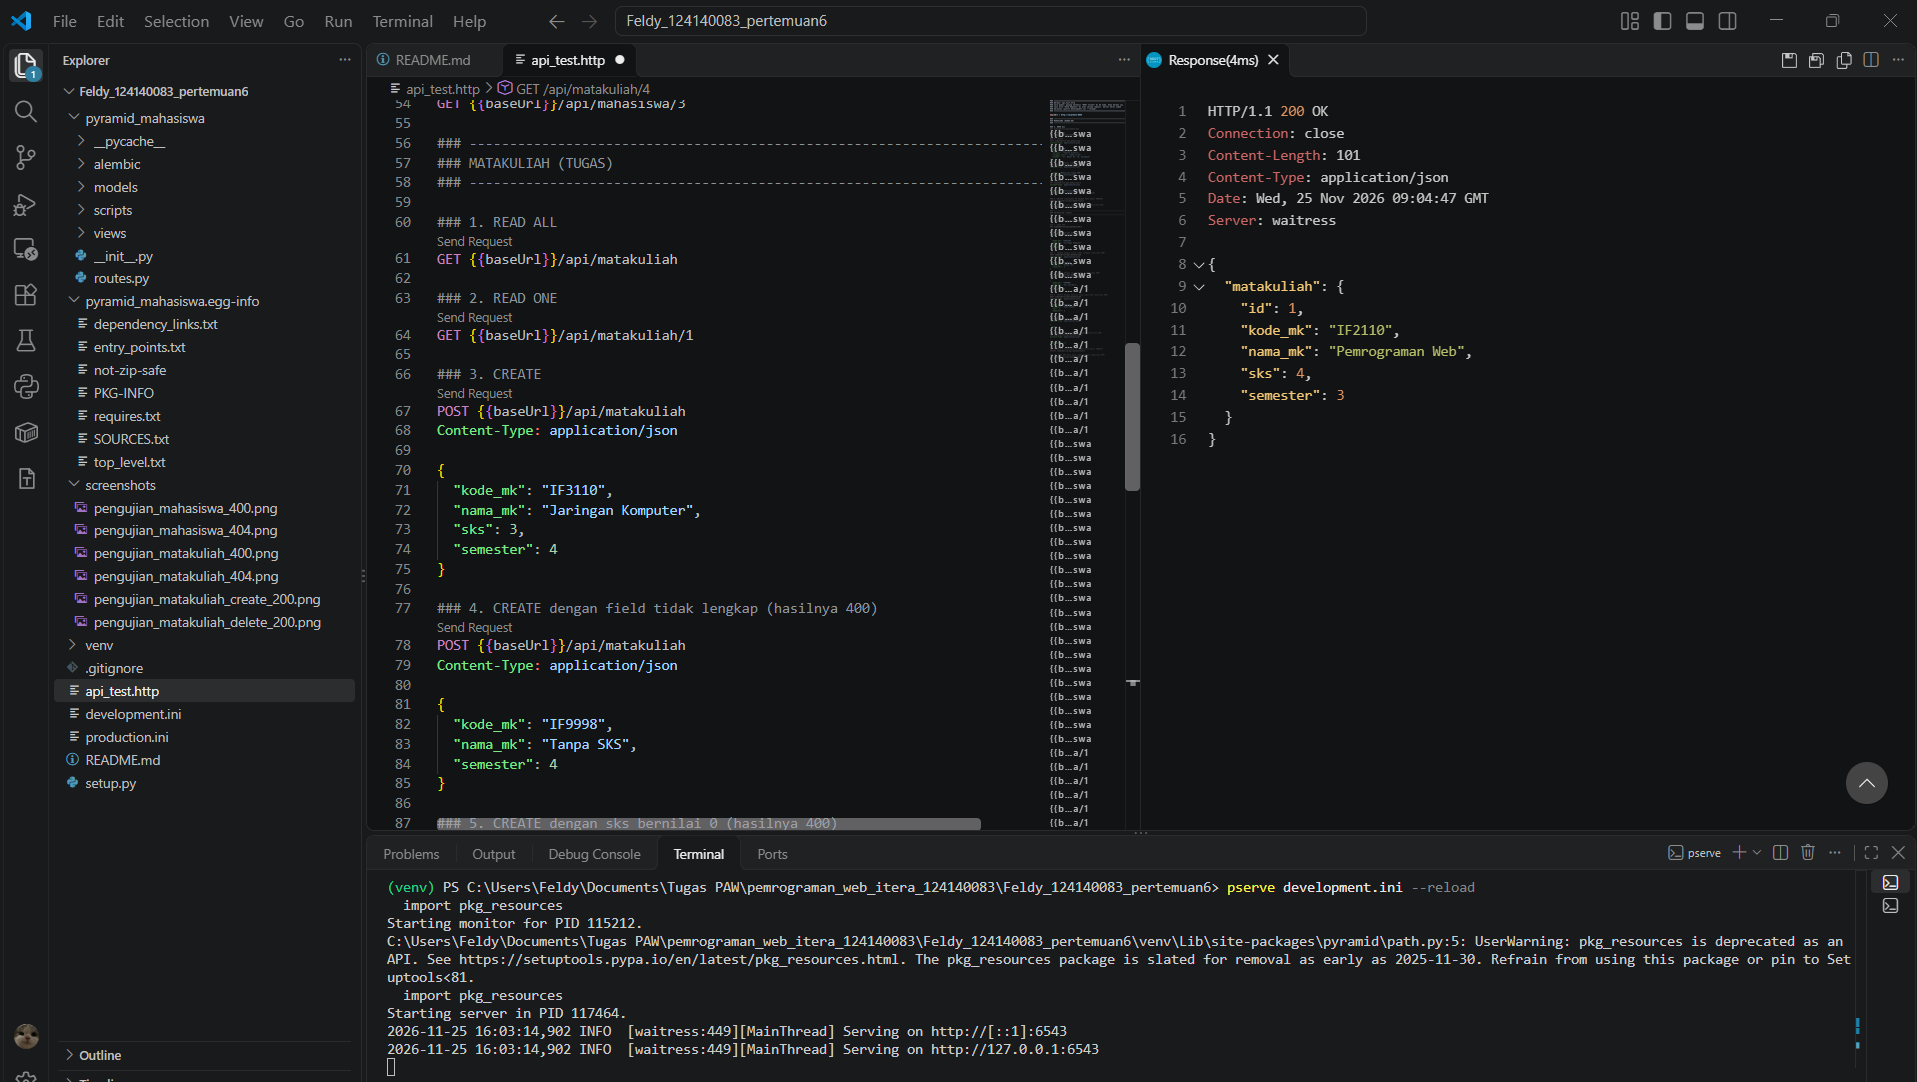 File Edit Selection View Go Run Terminal Help
Feldy_124140083_pertemuan6
Explorer
1
Feldy_124140083_pertemuan6
pyramid_mahasiswa
__pycache__
alembic
models
scripts
views
__init__.py
routes.py
pyramid_mahasiswa.egg-info
dependency_links.txt
entry_points.txt
not-zip-safe
PKG-INFO
requires.txt
SOURCES.txt
top_level.txt
screenshots
pengujian_mahasiswa_400.png
pengujian_mahasiswa_404.png
pengujian_matakuliah_400.png
pengujian_matakuliah_404.png
pengujian_matakuliah_create_200.png
pengujian_matakuliah_delete_200.png
venv
.gitignore
api_test.http
development.ini
production.ini
README.md
setup.py
Outline
README.md
api_test.http
api_test.http > GET /api/matakuliah/4
54 GET {{baseUrl}}/api/mahasiswa/3
55
56 ### -----------------------------------------------------------------------
57 ### MATAKULIAH (TUGAS)
58 ### -----------------------------------------------------------------------
59
60 ### 1. READ ALL
Send Request
61 GET {{baseUrl}}/api/matakuliah
62
63 ### 2. READ ONE
Send Request
64 GET {{baseUrl}}/api/matakuliah/1
65
66 ### 3. CREATE
Send Request
67 POST {{baseUrl}}/api/matakuliah
68 Content-Type: application/json
69
70 {
71 "kode_mk": "IF3110",
72 "nama_mk": "Jaringan Komputer",
73 "sks": 3,
74 "semester": 4
75 }
76
77 ### 4. CREATE dengan field tidak lengkap (hasilnya 400)
Send Request
78 POST {{baseUrl}}/api/matakuliah
79 Content-Type: application/json
80
81 {
82 "kode_mk": "IF9998",
83 "nama_mk": "Tanpa SKS",
84 "semester": 4
85 }
86
87 ### 5. CREATE dengan sks bernilai 0 (hasilnya 400)
Response(4ms)
1 HTTP/1.1 200 OK
2 Connection: close
3 Content-Length: 101
4 Content-Type: application/json
5 Date: Wed, 25 Nov 2026 09:04:47 GMT
6 Server: waitress
7
8 {
9 "matakuliah": {
10 "id": 1,
11 "kode_mk": "IF2110",
12 "nama_mk": "Pemrograman Web",
13 "sks": 4,
14 "semester": 3
15 }
16 }
Problems Output Debug Console Terminal Ports
pserve
(venv) PS C:\Users\Feldy\Documents\Tugas PAW\pemrograman_web_itera_124140083\Feldy_124140083_pertemuan6> pserve development.ini --reload
import pkg_resources
Starting monitor for PID 115212.
C:\Users\Feldy\Documents\Tugas PAW\pemrograman_web_itera_124140083\Feldy_124140083_pertemuan6\venv\Lib\site-packages\pyramid\path.py:5: UserWarning: pkg_resources is deprecated as an
API. See https://setuptools.pypa.io/en/latest/pkg_resources.html. The pkg_resources package is slated for removal as early as 2025-11-30. Refrain from using this package or pin to Set
uptools<81.
import pkg_resources
Starting server in PID 117464.
2026-11-25 16:03:14,902 INFO [waitress:449][MainThread] Serving on http://[::1]:6543
2026-11-25 16:03:14,902 INFO [waitress:449][MainThread] Serving on http://127.0.0.1:6543